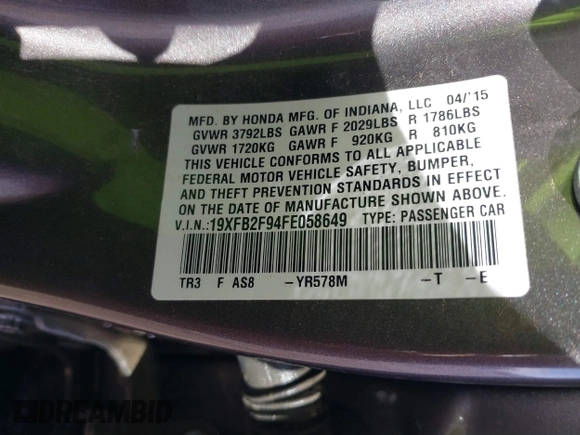 MFD. BY HONDA MFG. OF INDIANA, LLC 04/'15
GVWR 3792LBS GAWR F 2029LBS R 1786LBS
GVWR 1720KG GAWR F 920KG R 810KG
THIS VEHICLE CONFORMS TO ALL APPLICABLE
FEDERAL MOTOR VEHICLE SAFETY, BUMPER,
AND THEFT PREVENTION STANDARDS IN EFFECT
ON THE DATE OF MANUFACTURE SHOWN ABOVE.
V.I.N.:19XFB2F94FE058649 TYPE: PASSENGER CAR
TR3 F AS8 –YR578M –T –E
DREAMBID